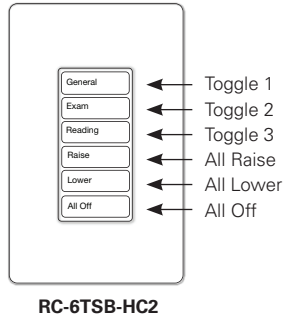 General Toggle 1
Exam Toggle 2
Reading Toggle 3
Raise All Raise
Lower All Lower
All Off All Off
RC-6TSB-HC2